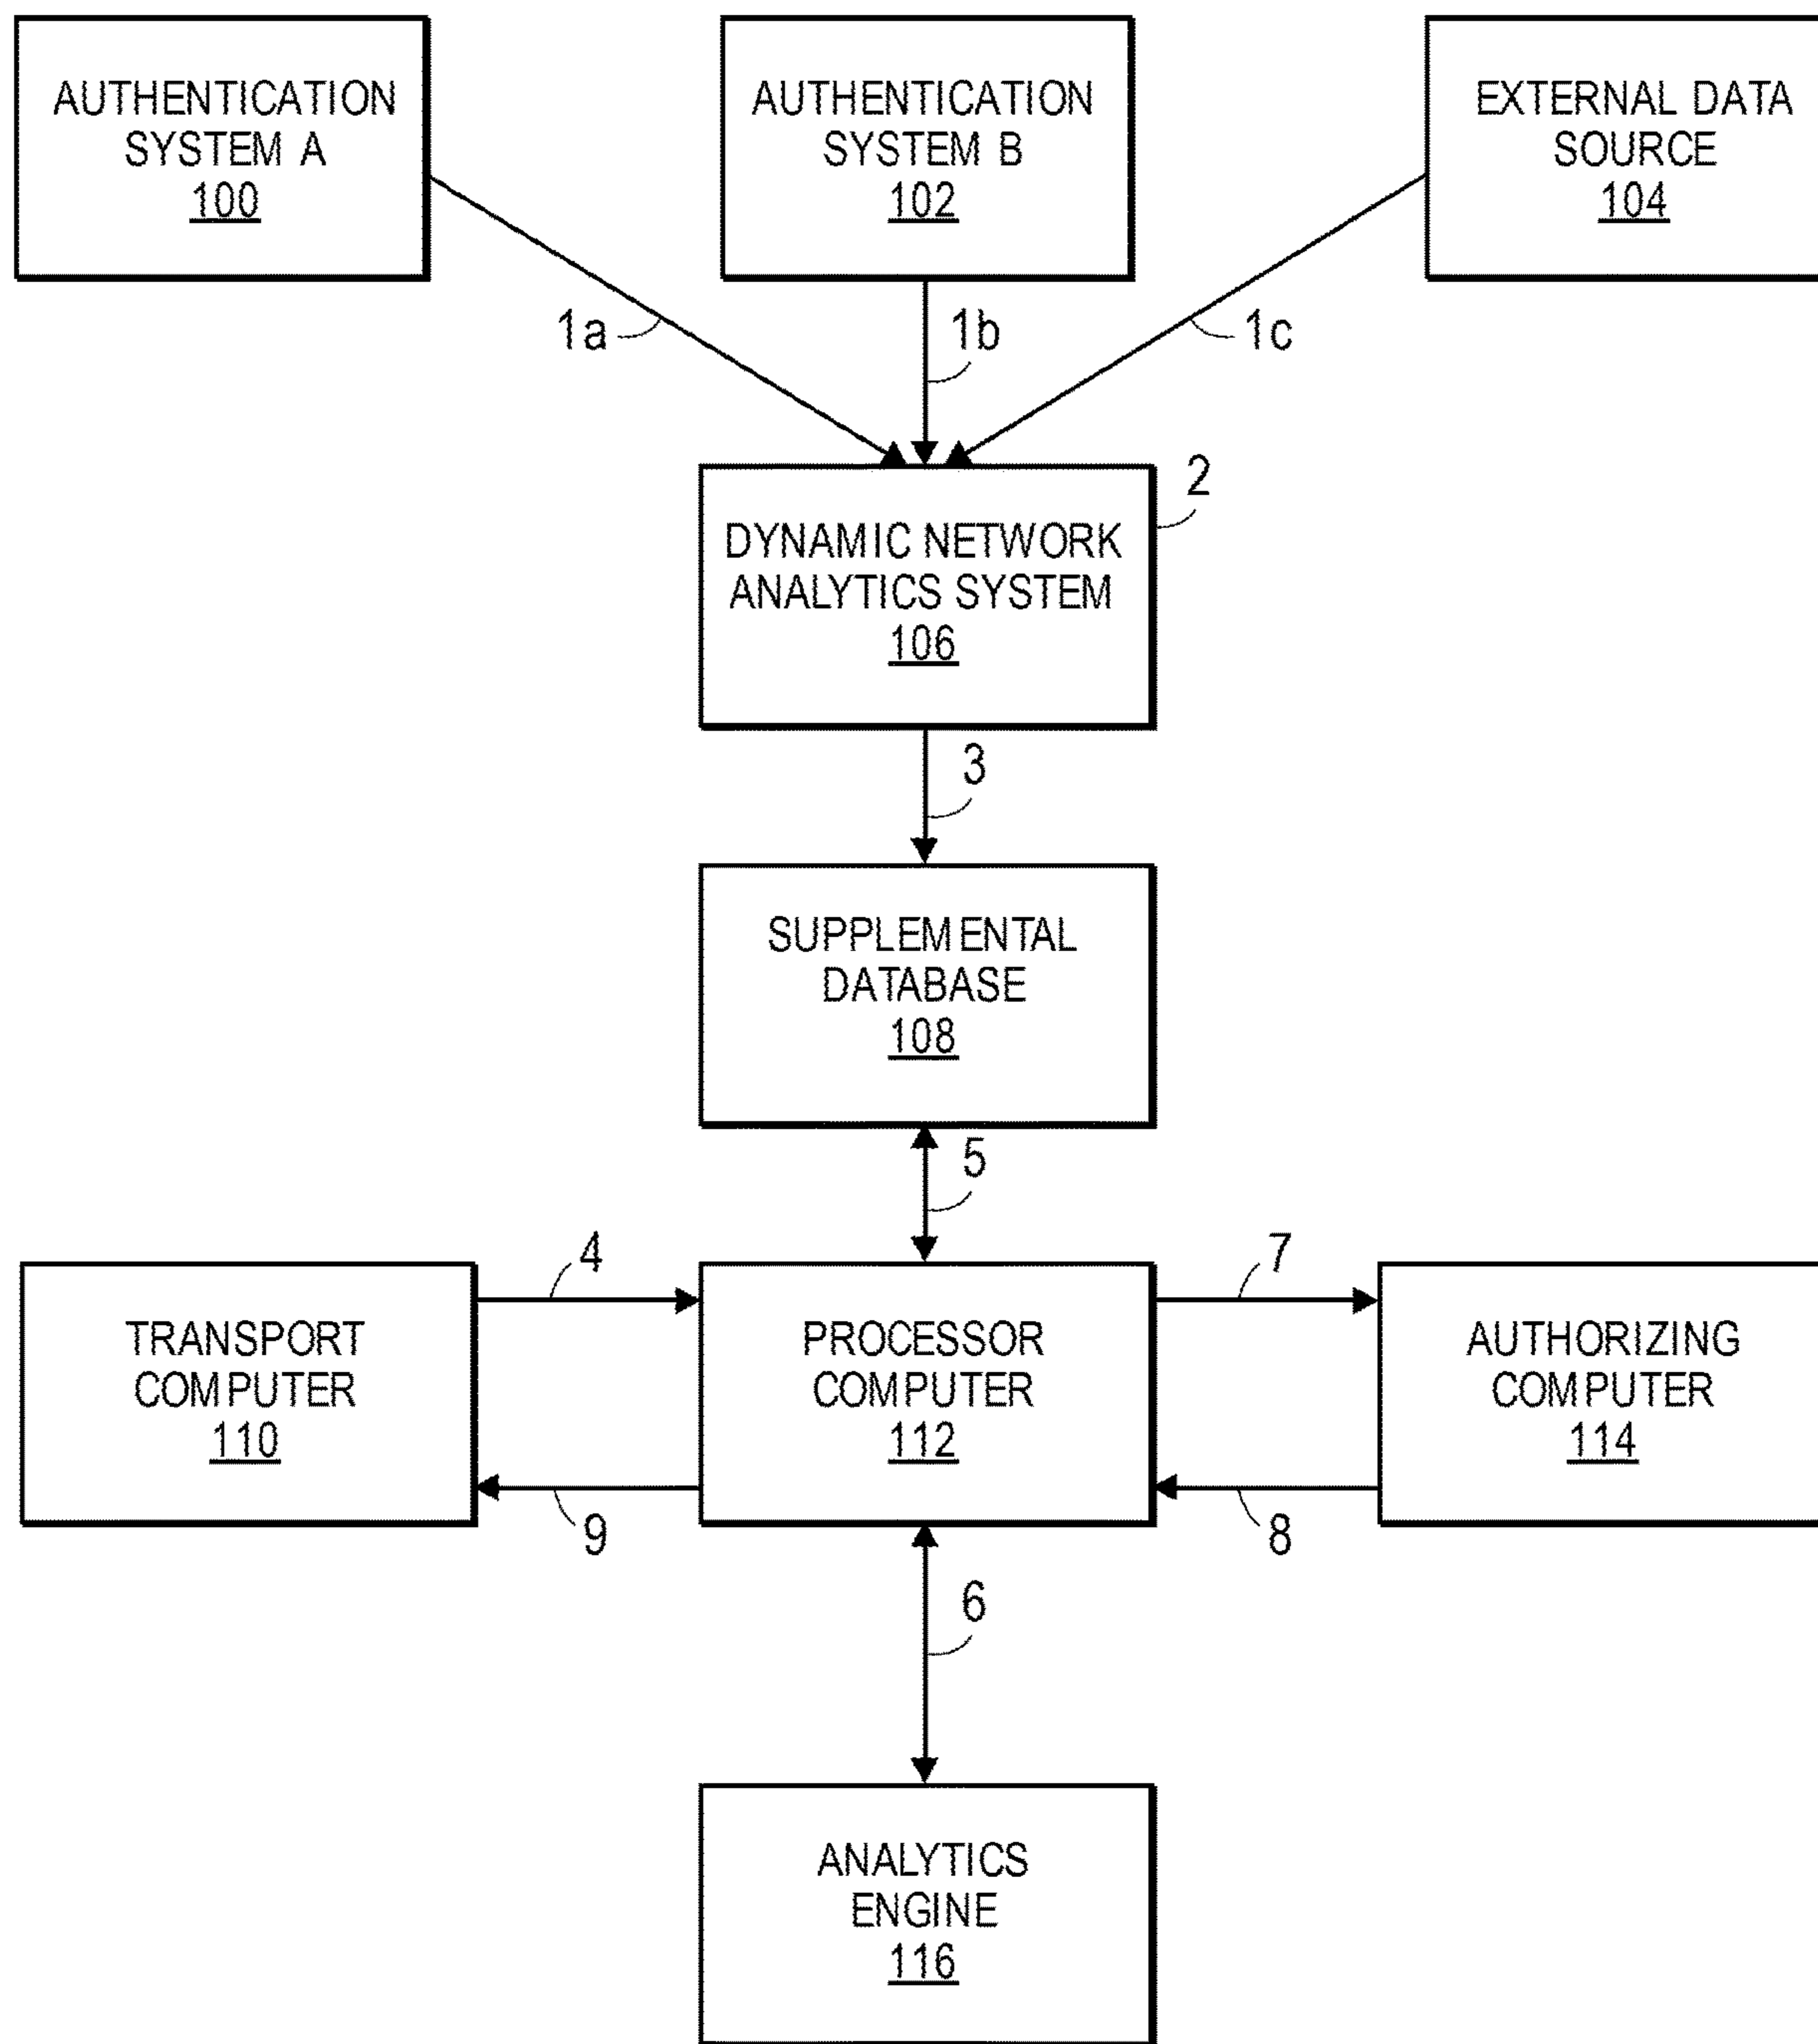 AUTHENTICATION
SYSTEM A
100
AUTHENTICATION
SYSTEM B
102
EXTERNAL DATA
SOURCE
104
1a
1b
1c
2
DYNAMIC NETWORK
ANALYTICS SYSTEM
106
3
SUPPLEMENTAL
DATABASE
108
5
4
7
TRANSPORT
COMPUTER
110
PROCESSOR
COMPUTER
112
AUTHORIZING
COMPUTER
114
9
8
6
ANALYTICS
ENGINE
116